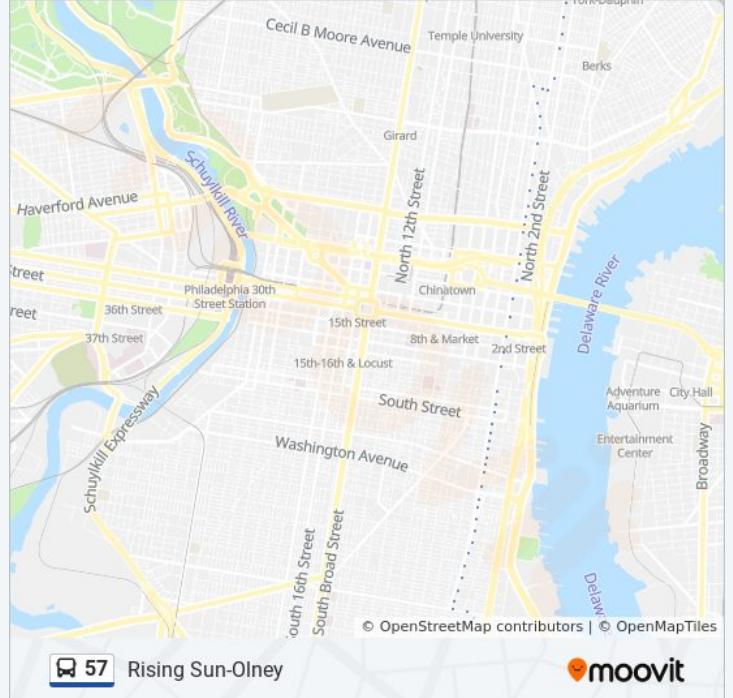 York-Dauphin
Cecil B Moore Avenue
Temple University
Berks
Girard
Schuylkill River
Haverford Avenue
North 12th Street
North 2nd Street
Delaware River
treet
Philadelphia 30th
Street Station
Chinatown
reet
36th Street
15th Street
37th Street
8th & Market
2nd Street
15th-16th & Locust
Adventure
Aquarium
City Hall
South Street
Schuylkill Expressway
Washington Avenue
Entertainment
Center
Broadway
outh 16th Street
South Broad Street
Delaw
© OpenStreetMap contributors | © OpenMapTiles
57 Rising Sun-Olney
moovit